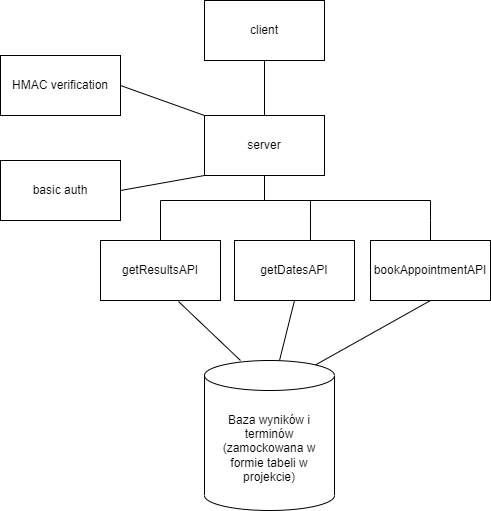 client
HMAC verification
server
basic auth
getResultsAPI
getDatesAPI
bookAppointmentAPI
Baza wyników i
terminów
(zamockowana w
formie tabeli w
projekcie)